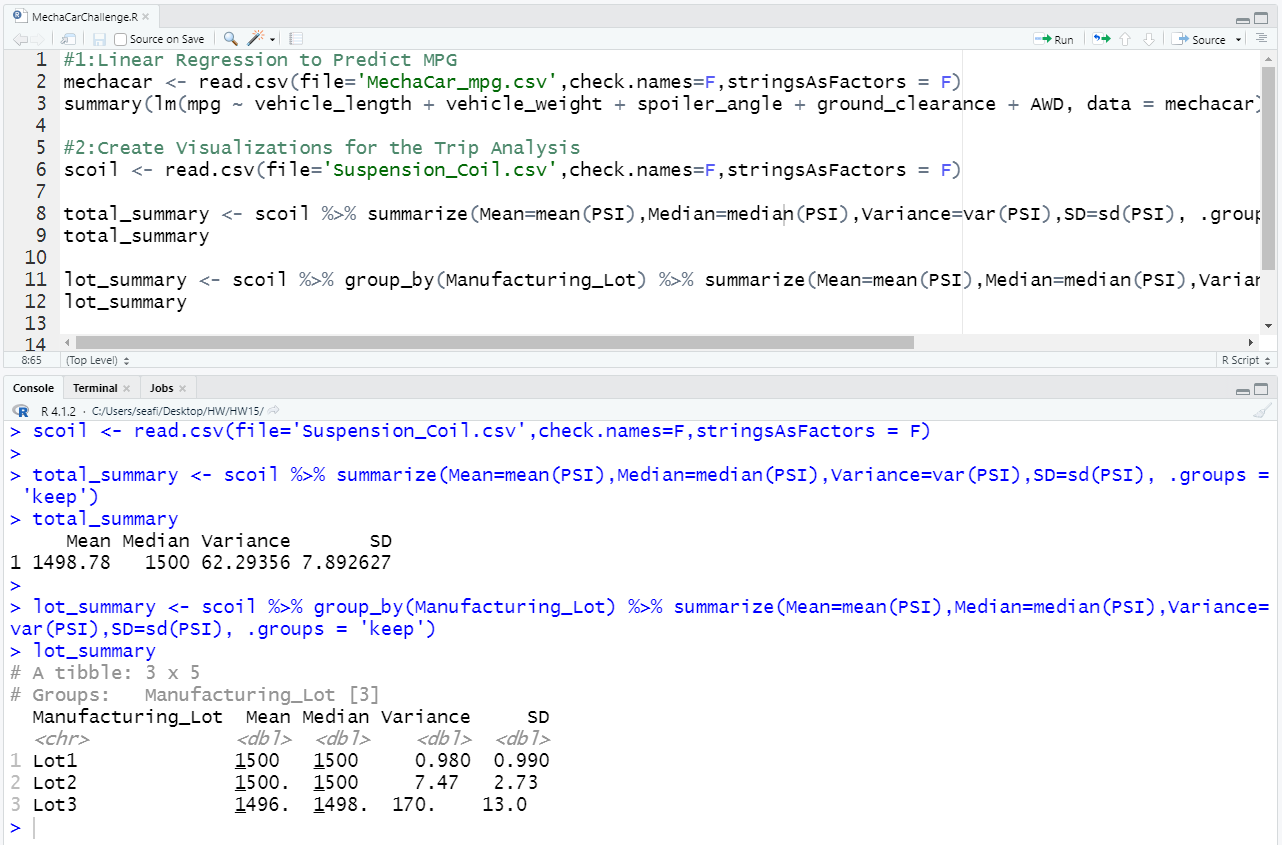 MechaCarChallenge.R
Source on Save Run Source
1 #1:Linear Regression to Predict MPG
2 mechacar <- read.csv(file='MechaCar_mpg.csv',check.names=F,stringsAsFactors = F)
3 summary(lm(mpg ~ vehicle_length + vehicle_weight + spoiler_angle + ground_clearance + AWD, data = mechacar)
4
5 #2:Create Visualizations for the Trip Analysis
6 scoil <- read.csv(file='Suspension_Coil.csv',check.names=F,stringsAsFactors = F)
7
8 total_summary <- scoil %>% summarize(Mean=mean(PSI),Median=median(PSI),Variance=var(PSI),SD=sd(PSI), .group
9 total_summary
10
11 lot_summary <- scoil %>% group_by(Manufacturing_Lot) %>% summarize(Mean=mean(PSI),Median=median(PSI),Varian
12 lot_summary
13
14
8:65 (Top Level) R Script
Console Terminal Jobs
R R 4.1.2 · C:/Users/seafi/Desktop/HW/HW15/
> scoil <- read.csv(file='Suspension_Coil.csv',check.names=F,stringsAsFactors = F)
>
> total_summary <- scoil %>% summarize(Mean=mean(PSI),Median=median(PSI),Variance=var(PSI),SD=sd(PSI), .groups =
'keep')
> total_summary
Mean Median Variance SD
1 1498.78 1500 62.29356 7.892627
>
> lot_summary <- scoil %>% group_by(Manufacturing_Lot) %>% summarize(Mean=mean(PSI),Median=median(PSI),Variance=
var(PSI),SD=sd(PSI), .groups = 'keep')
> lot_summary
# A tibble: 3 x 5
# Groups: Manufacturing_Lot [3]
Manufacturing_Lot Mean Median Variance SD
<chr> <dbl> <dbl> <dbl> <dbl>
1 Lot1 1500 1500 0.980 0.990
2 Lot2 1500. 1500 7.47 2.73
3 Lot3 1496. 1498. 170. 13.0
>